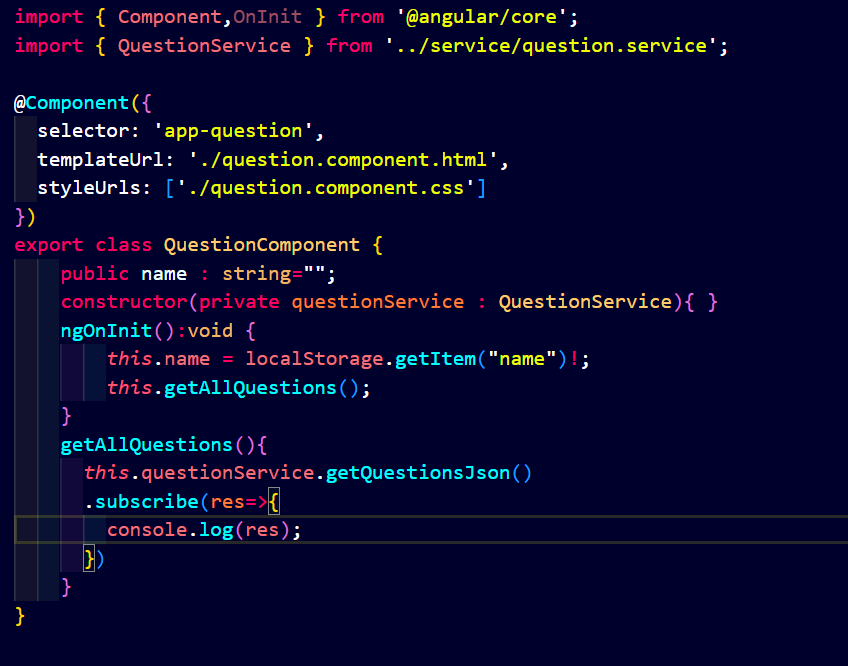 import { Component,OnInit } from '@angular/core';
import { QuestionService } from '../service/question.service';
@Component({
selector: 'app-question',
templateUrl: './question.component.html',
styleUrls: ['./question.component.css']
})
export class QuestionComponent {
public name : string="";
constructor(private questionService : QuestionService){ }
ngOnInit():void {
this.name = localStorage.getItem("name")!;
this.getAllQuestions();
}
getAllQuestions(){
this.questionService.getQuestionsJson()
.subscribe(res=>{
console.log(res);
})
}
}